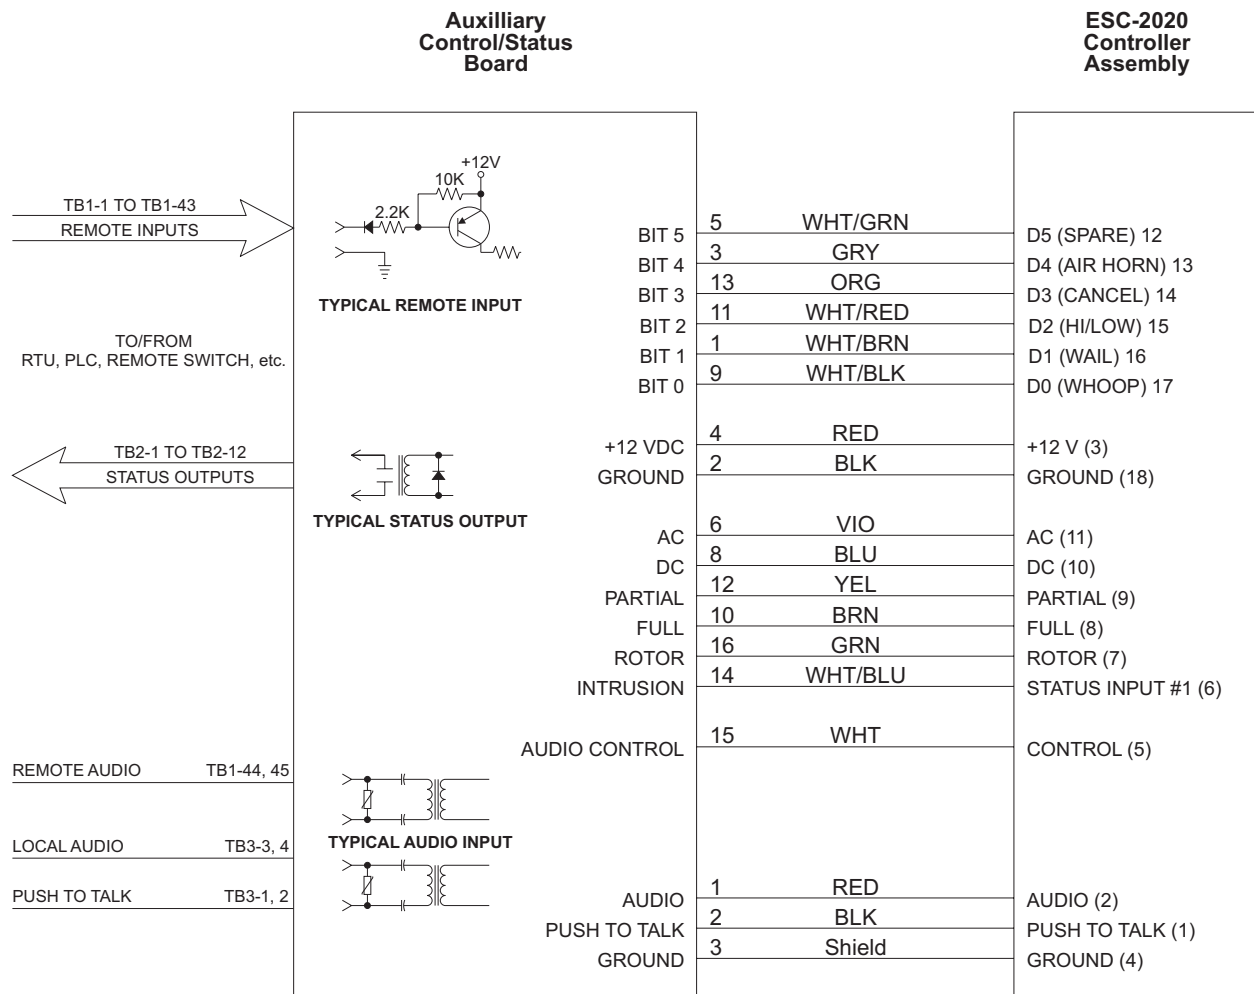 Auxilliary
Control/Status
Board
ESC-2020
Controller
Assembly
+12V
10K
2.2K
TB1-1 TO TB1-43
REMOTE INPUTS
TYPICAL REMOTE INPUT
TO/FROM
RTU, PLC, REMOTE SWITCH, etc.
TB2-1 TO TB2-12
STATUS OUTPUTS
TYPICAL STATUS OUTPUT
BIT 5 5 WHT/GRN D5 (SPARE) 12
BIT 4 3 GRY D4 (AIR HORN) 13
BIT 3 13 ORG D3 (CANCEL) 14
BIT 2 11 WHT/RED D2 (HI/LOW) 15
BIT 1 1 WHT/BRN D1 (WAIL) 16
BIT 0 9 WHT/BLK D0 (WHOOP) 17
+12 VDC 4 RED +12 V (3)
GROUND 2 BLK GROUND (18)
AC 6 VIO AC (11)
DC 8 BLU DC (10)
PARTIAL 12 YEL PARTIAL (9)
FULL 10 BRN FULL (8)
ROTOR 16 GRN ROTOR (7)
INTRUSION 14 WHT/BLU STATUS INPUT #1 (6)
AUDIO CONTROL 15 WHT CONTROL (5)
REMOTE AUDIO TB1-44, 45
TYPICAL AUDIO INPUT
LOCAL AUDIO TB3-3, 4
PUSH TO TALK TB3-1, 2
AUDIO 1 RED AUDIO (2)
PUSH TO TALK 2 BLK PUSH TO TALK (1)
GROUND 3 Shield GROUND (4)